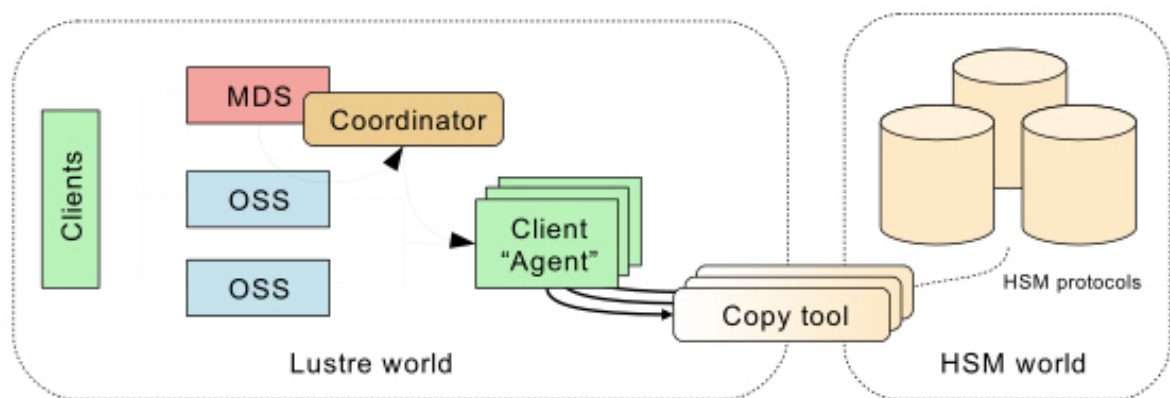 MDS
Coordinator
Clients
OSS
OSS
Client
“Agent”
Copy tool
HSM protocols
Lustre world
HSM world